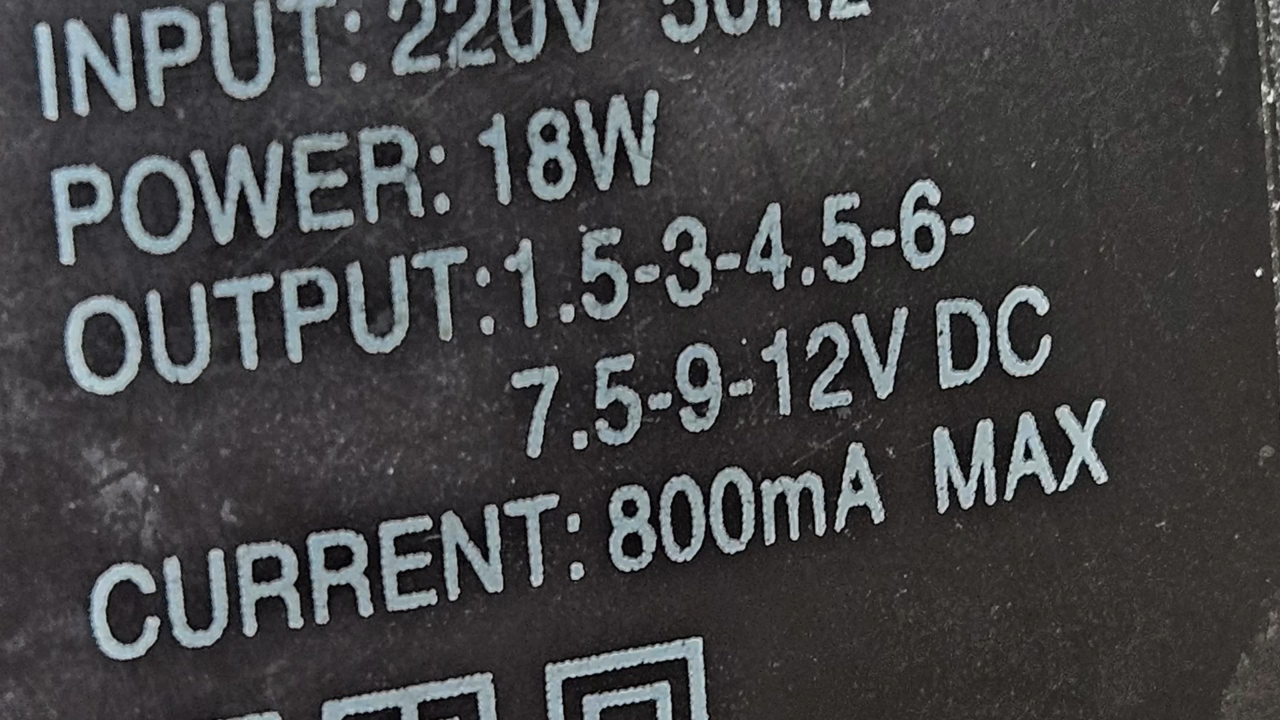 INPUT: 220V 50HZ
POWER: 18W
OUTPUT:1.5-3-4.5-6-
7.5-9-12V DC
CURRENT: 800mA MAX